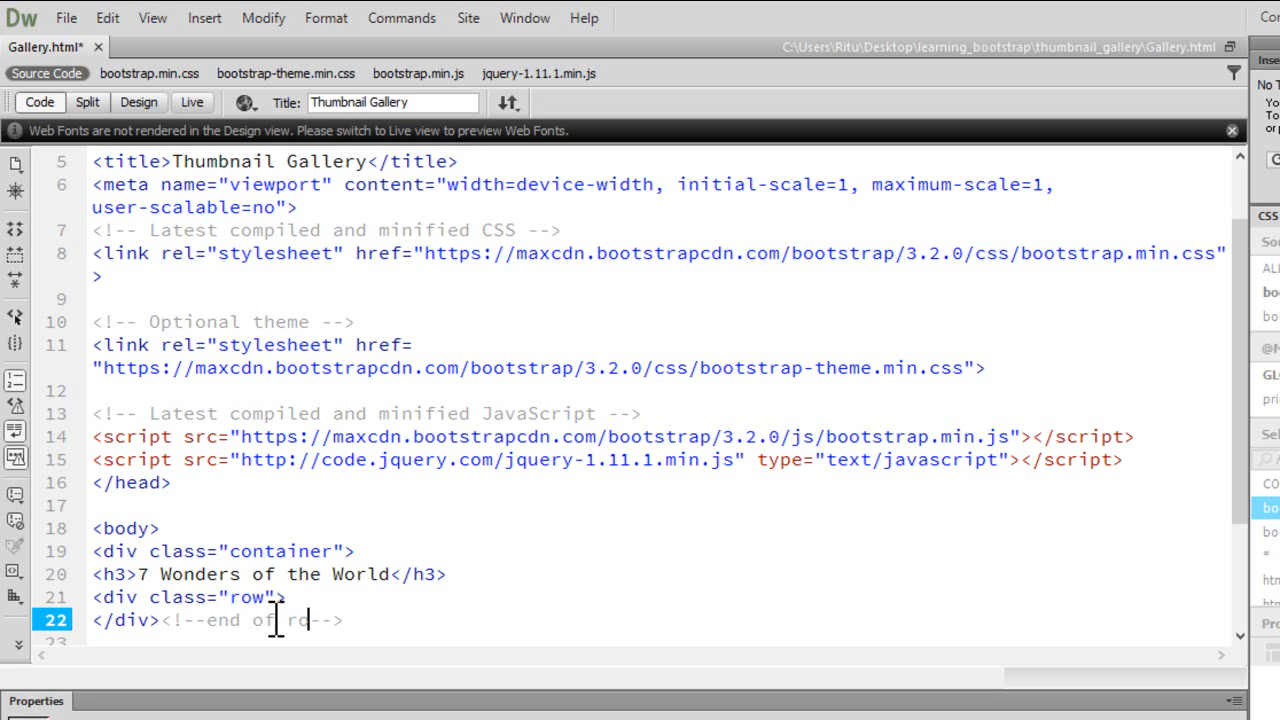 Dw File Edit View Insert Modify Format Commands Site Window Help
Gallery.html* C:\Users\Ritu\Desktop\learning_bootstrap\thumbnail_gallery\Gallery.html
Source Code bootstrap.min.css bootstrap-theme.min.css bootstrap.min.js jquery-1.11.1.min.js
Code Split Design Live Title: Thumbnail Gallery
Web Fonts are not rendered in the Design view. Please switch to Live view to preview Web Fonts.
5 <title>Thumbnail Gallery</title>
6 <meta name="viewport" content="width=device-width, initial-scale=1, maximum-scale=1,
user-scalable=no">
7 <!-- Latest compiled and minified CSS -->
8 <link rel="stylesheet" href="https://maxcdn.bootstrapcdn.com/bootstrap/3.2.0/css/bootstrap.min.css"
>
9
10 <!-- Optional theme -->
11 <link rel="stylesheet" href=
"https://maxcdn.bootstrapcdn.com/bootstrap/3.2.0/css/bootstrap-theme.min.css">
12
13 <!-- Latest compiled and minified JavaScript -->
14 <script src="https://maxcdn.bootstrapcdn.com/bootstrap/3.2.0/js/bootstrap.min.js"></script>
15 <script src="http://code.jquery.com/jquery-1.11.1.min.js" type="text/javascript"></script>
16 </head>
17
18 <body>
19 <div class="container">
20 <h3>7 Wonders of the World</h3>
21 <div class="row">
22 </div><!--end of ro-->
23
Properties
CSS